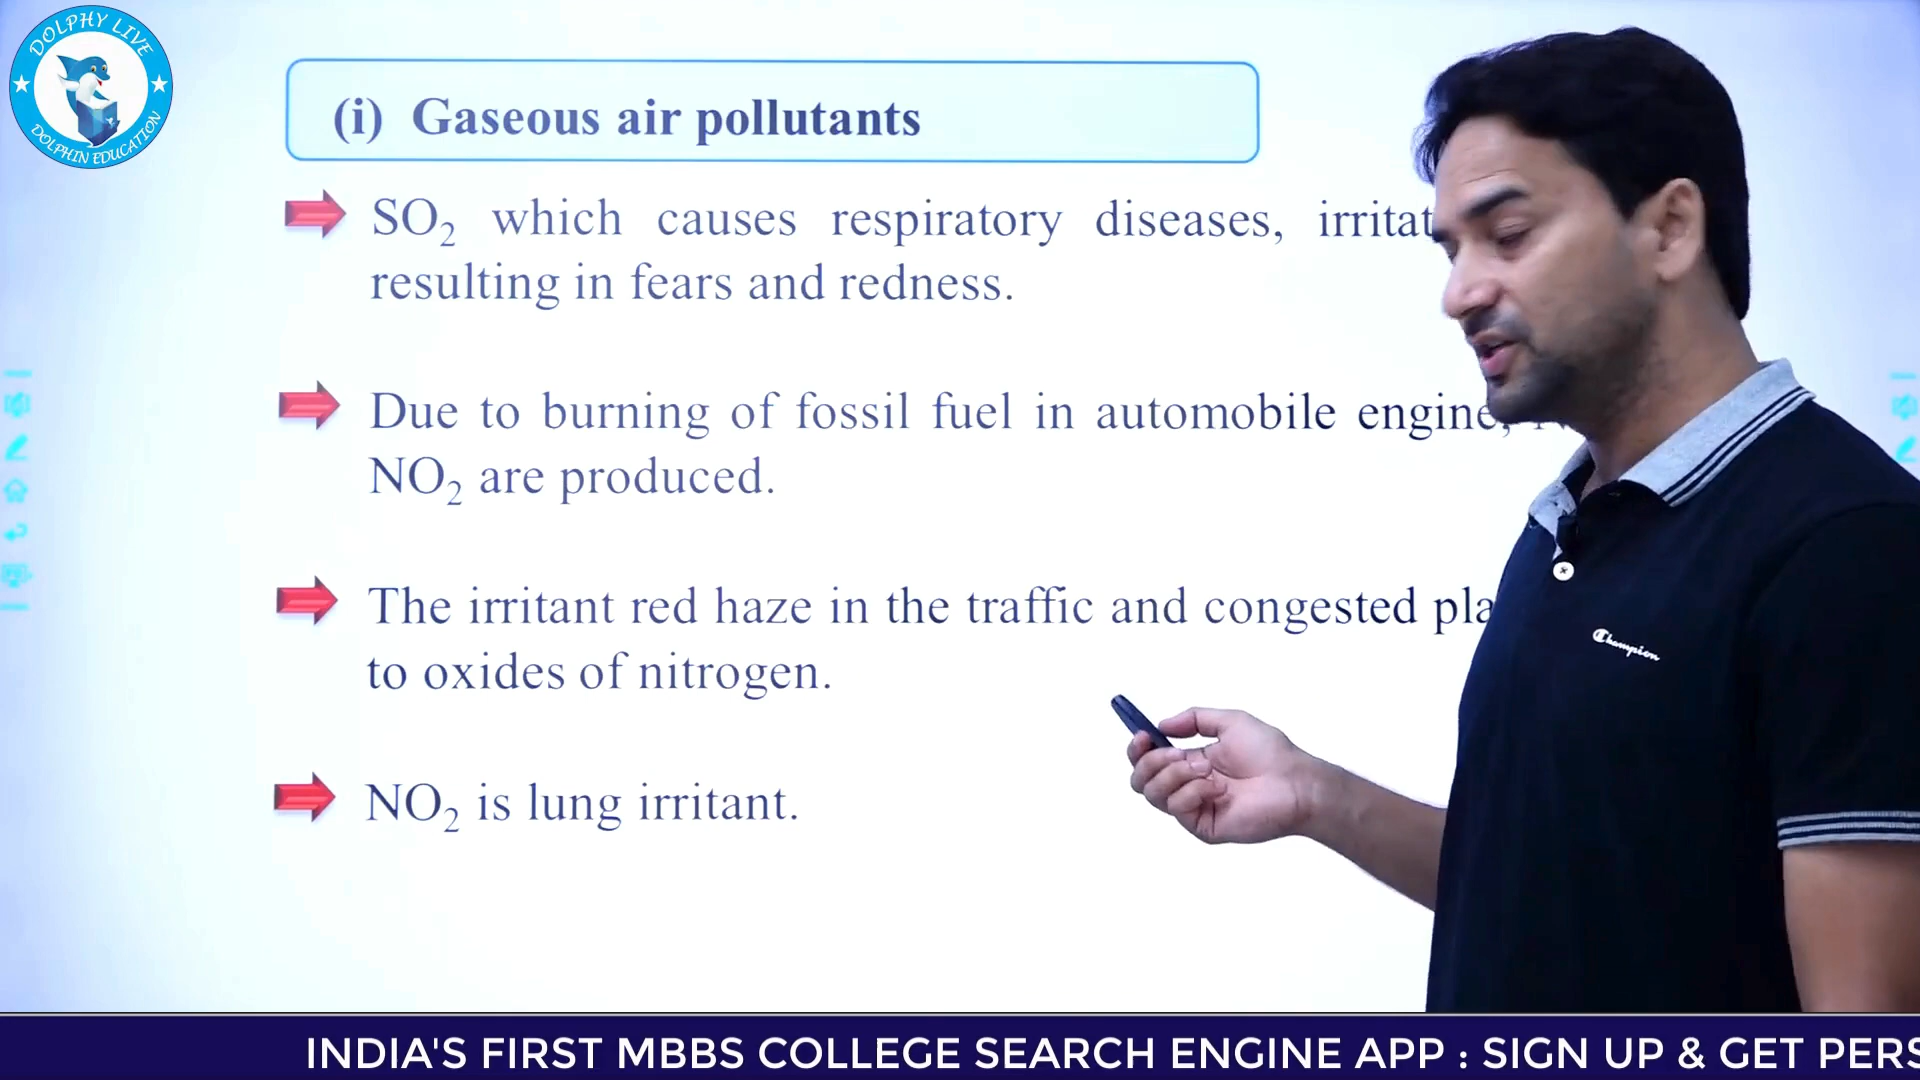 DOLPHY LIVE
DOLPHIN EDUCATION
(i) Gaseous air pollutants
SO₂ which causes respiratory diseases, irritat
resulting in fears and redness.
Due to burning of fossil fuel in automobile engine,
NO₂ are produced.
The irritant red haze in the traffic and congested pla
to oxides of nitrogen.
NO₂ is lung irritant.
Champion
INDIA'S FIRST MBBS COLLEGE SEARCH ENGINE APP : SIGN UP & GET PERS